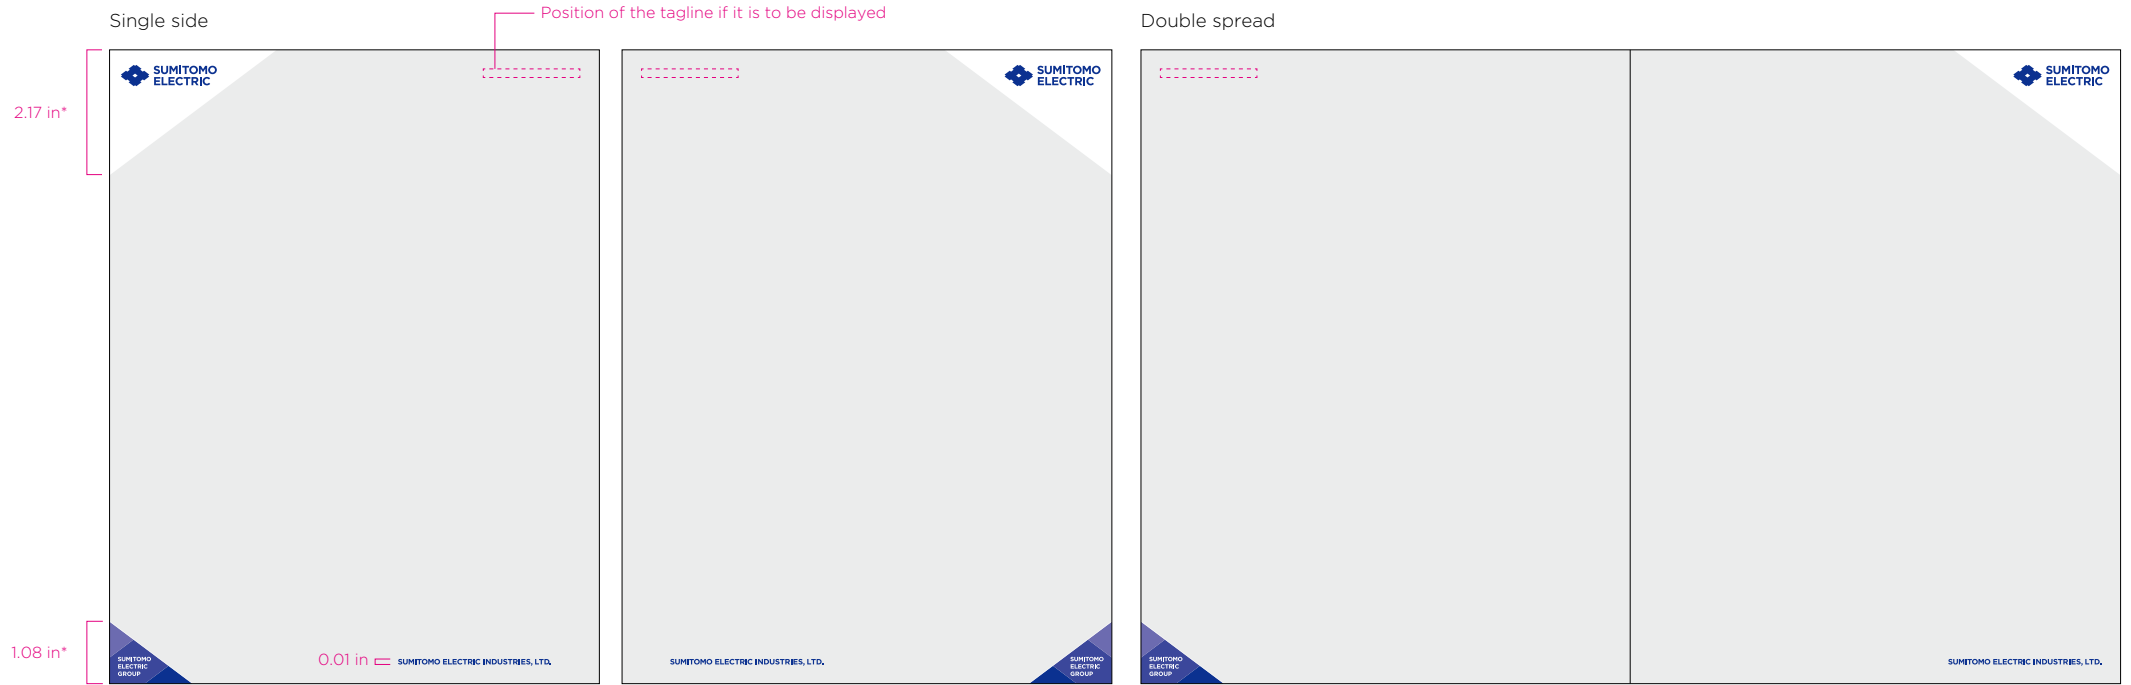 Position of the tagline if it is to be displayed
Single side
Double spread
SUMITOMO
ELECTRIC
SUMITOMO
ELECTRIC
SUMITOMO
ELECTRIC
2.17 in*
1.08 in*
SUMITOMO
ELECTRIC
GROUP
0.01 in
SUMITOMO ELECTRIC INDUSTRIES, LTD.
SUMITOMO ELECTRIC INDUSTRIES, LTD.
SUMITOMO
ELECTRIC
GROUP
SUMITOMO
ELECTRIC
GROUP
SUMITOMO ELECTRIC INDUSTRIES, LTD.